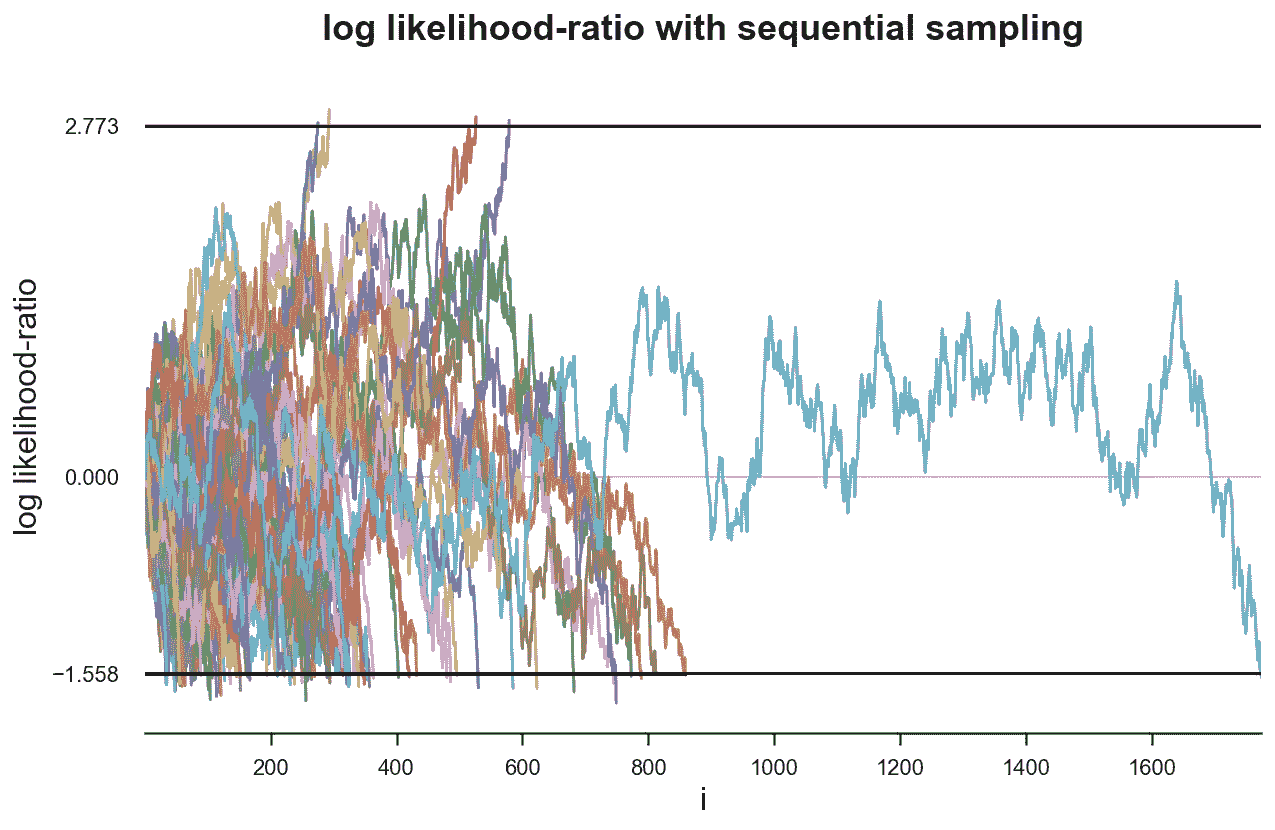 log likelihood-ratio with sequential sampling
log likelihood-ratio
2.773
0.000
−1.558
200 400 600 800 1000 1200 1400 1600
i